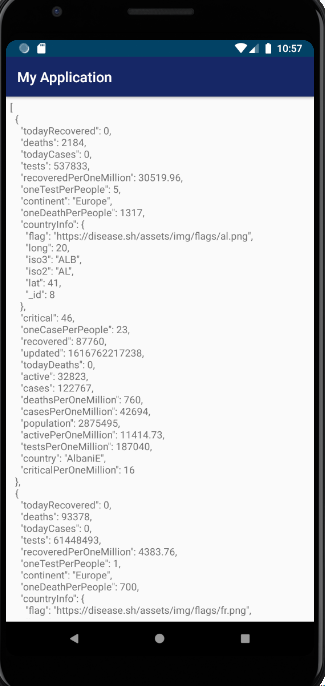 10:57
My Application
[
{
"todayRecovered": 0,
"deaths": 2184,
"todayCases": 0,
"tests": 537833,
"recoveredPerOneMillion": 30519.96,
"oneTestPerPeople": 5,
"continent": "Europe",
"oneDeathPerPeople": 1317,
"countryInfo": {
"flag": "https://disease.sh/assets/img/flags/al.png",
"long": 20,
"iso3": "ALB",
"iso2": "AL",
"lat": 41,
"_id": 8
},
"critical": 46,
"oneCasePerPeople": 23,
"recovered": 87760,
"updated": 1616762217238,
"todayDeaths": 0,
"active": 32823,
"cases": 122767,
"deathsPerOneMillion": 760,
"casesPerOneMillion": 42694,
"population": 2875495,
"activePerOneMillion": 11414.73,
"testsPerOneMillion": 187040,
"country": "AlbaniE",
"criticalPerOneMillion": 16
},
{
"todayRecovered": 0,
"deaths": 93378,
"todayCases": 0,
"tests": 61448493,
"recoveredPerOneMillion": 4383.76,
"oneTestPerPeople": 1,
"continent": "Europe",
"oneDeathPerPeople": 700,
"countryInfo": {
"flag": "https://disease.sh/assets/img/flags/fr.png",